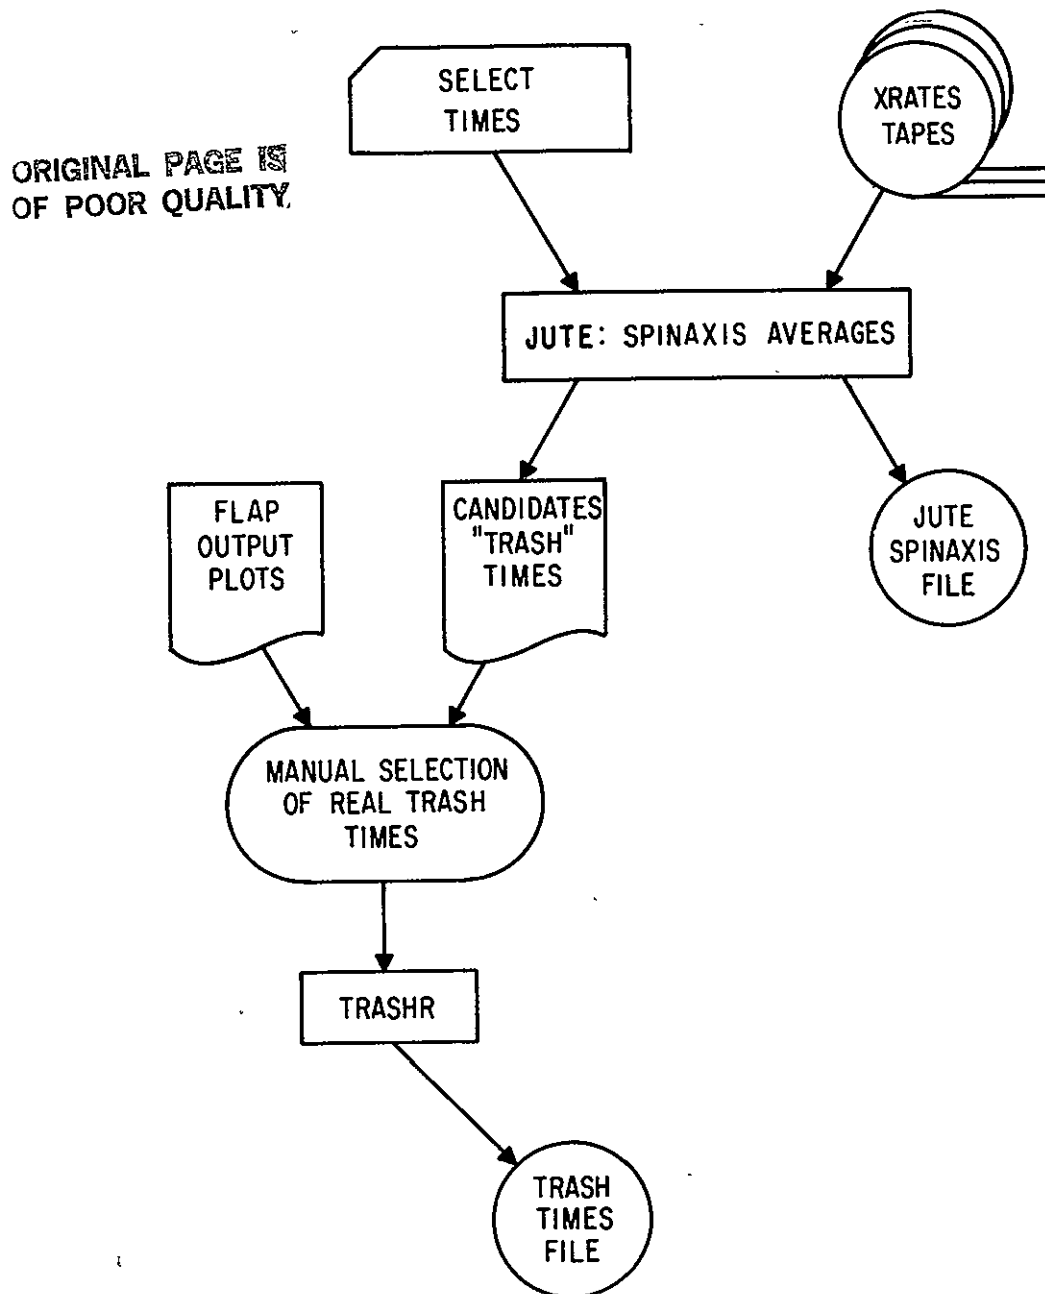 SELECT
TIMES
XRATES
TAPES
ORIGINAL PAGE IS
OF POOR QUALITY.
JUTE: SPINAXIS AVERAGES
FLAP
OUTPUT
PLOTS
CANDIDATES
"TRASH"
TIMES
JUTE
SPINAXIS
FILE
MANUAL SELECTION
OF REAL TRASH
TIMES
TRASHR
TRASH
TIMES
FILE